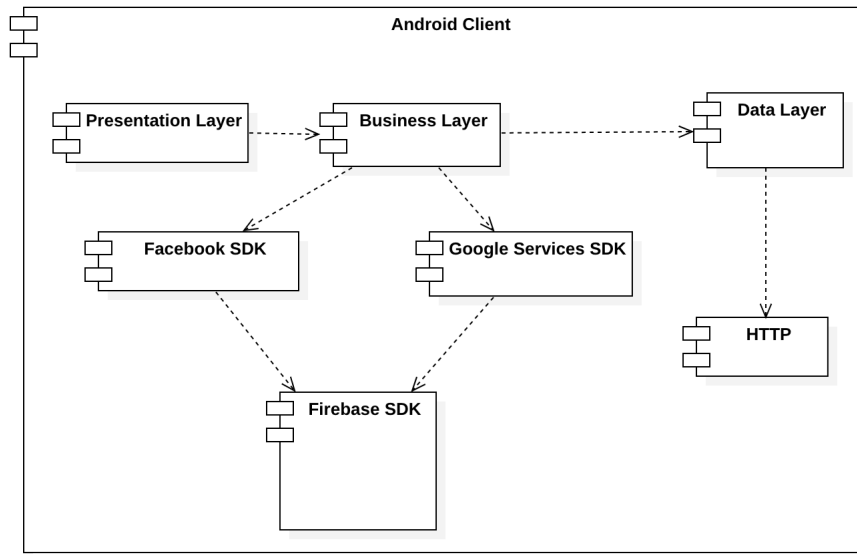 Android Client
Presentation Layer
Business Layer
Data Layer
Facebook SDK
Google Services SDK
HTTP
Firebase SDK